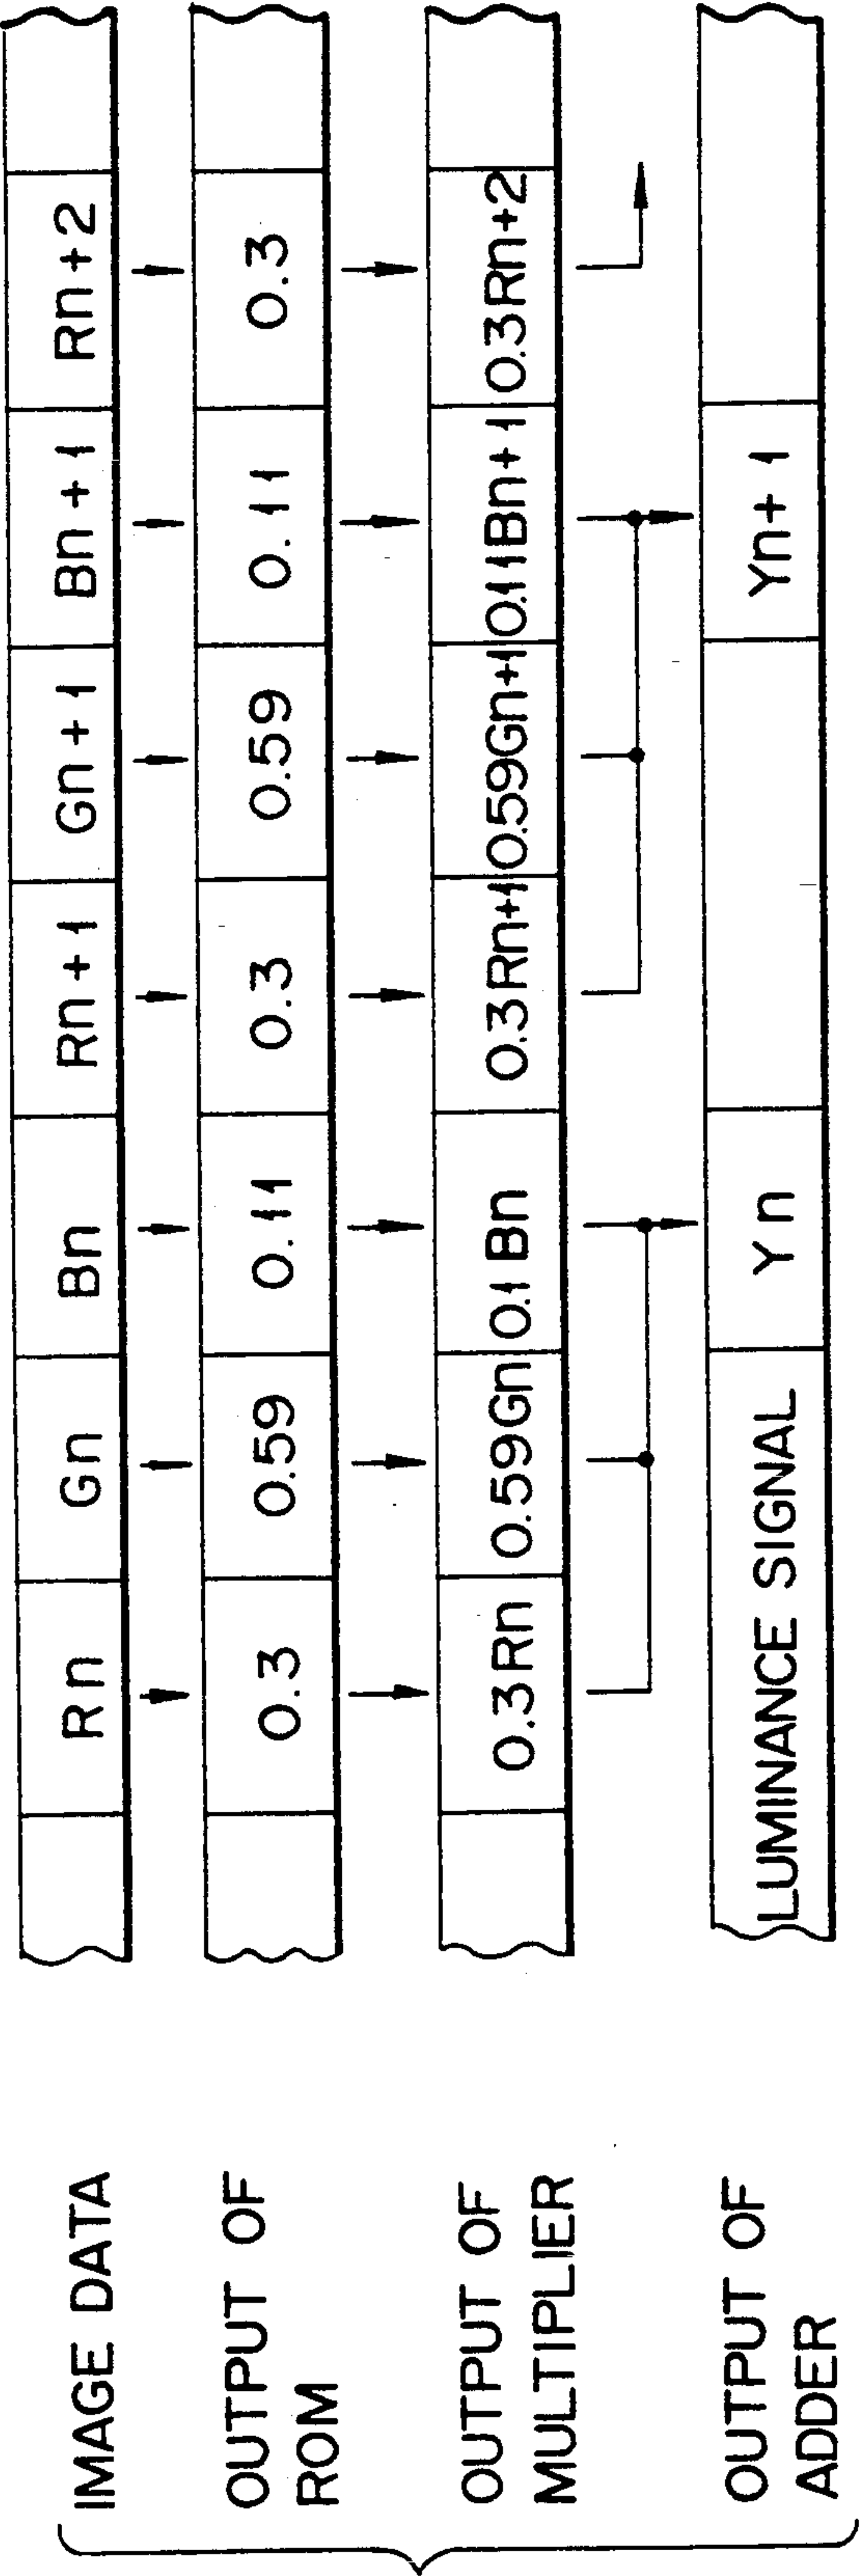 IMAGE DATA
Rn Gn Bn Rn+1 Gn+1 Bn+1 Rn+2
OUTPUT OF
ROM
0.3 0.59 0.11 0.3 0.59 0.11 0.3
OUTPUT OF
MULTIPLIER
0.3Rn 0.59Gn 0.1Bn 0.3Rn+1 0.59Gn+1 0.11Bn+1 0.3Rn+2
OUTPUT OF
ADDER
LUMINANCE SIGNAL Yn Yn+1